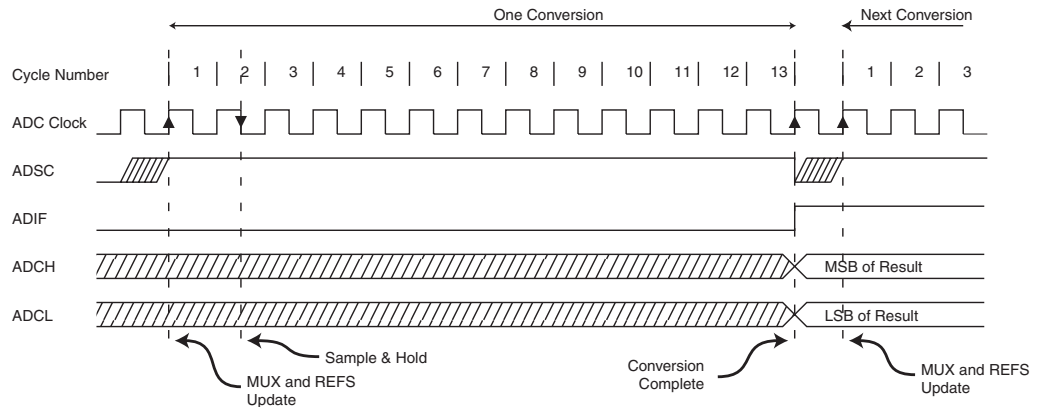 One Conversion
Next Conversion
Cycle Number
1 2 3 4 5 6 7 8 9 10 11 12 13 1 2 3
ADC Clock
ADSC
ADIF
ADCH
MSB of Result
ADCL
LSB of Result
Sample & Hold
MUX and REFS
Update
Conversion
Complete
MUX and REFS
Update